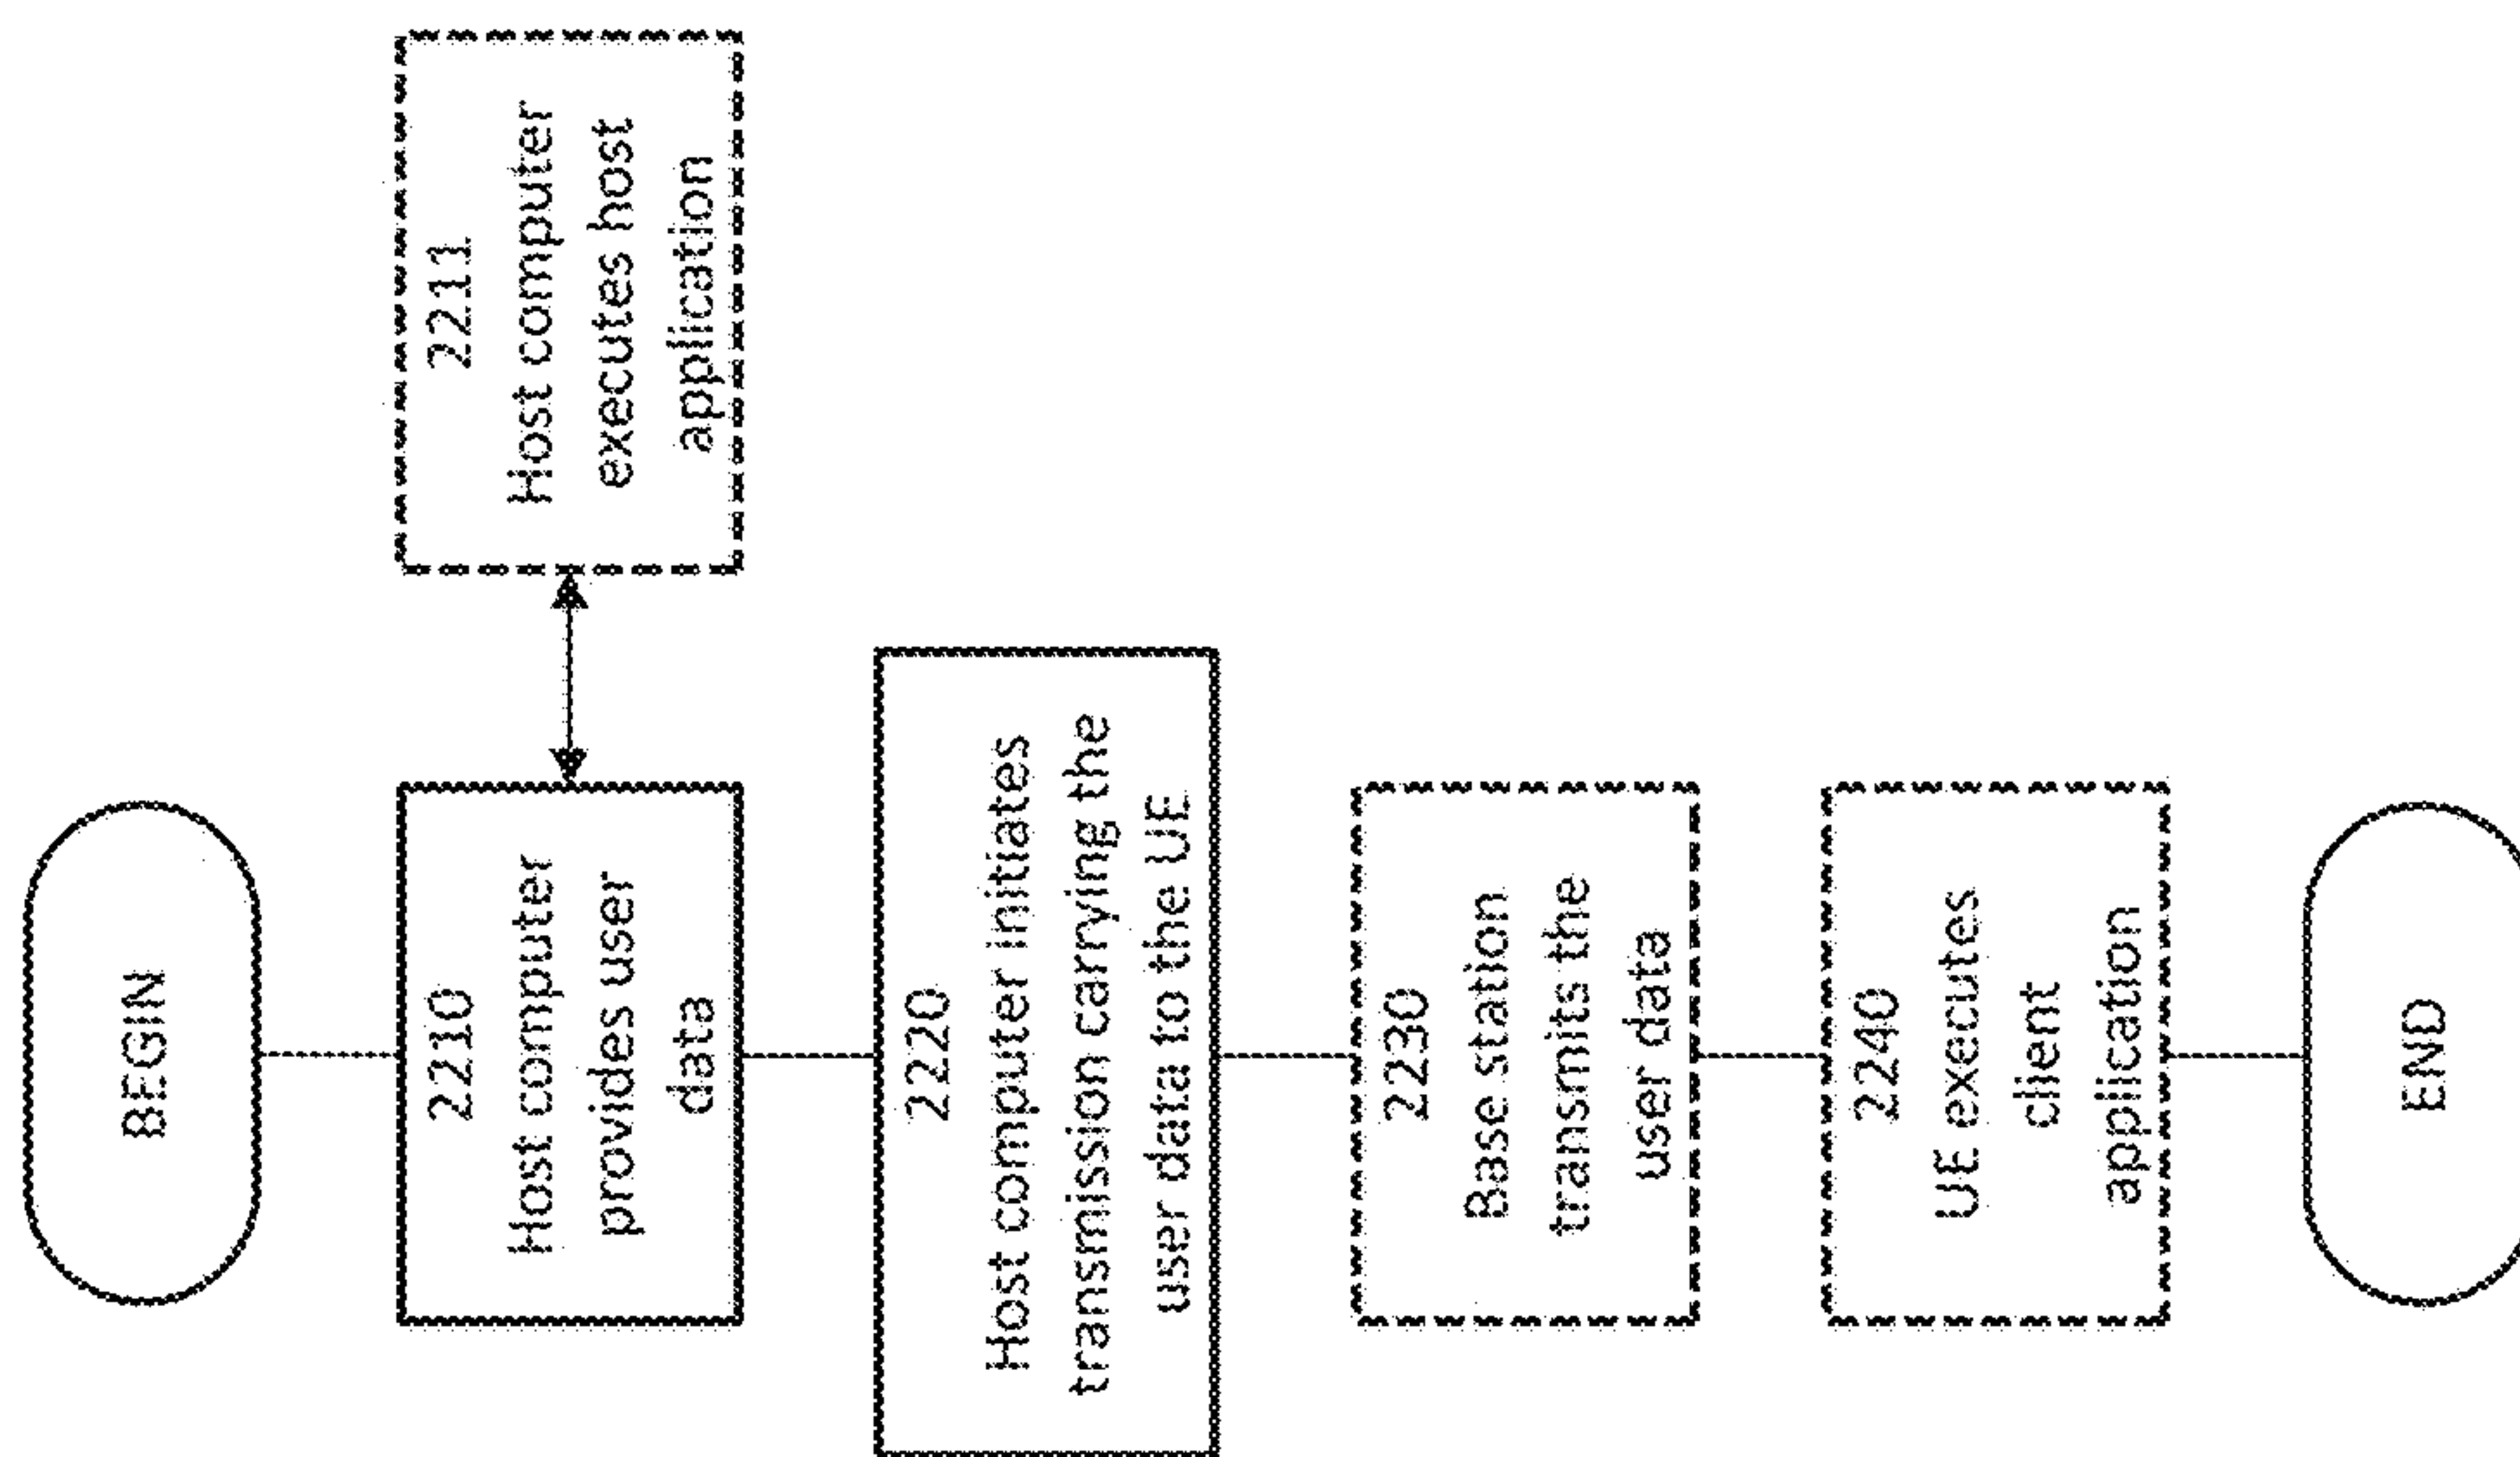 BEGIN
2210
Host computer
provides user
data
2211
Host computer
executes host
application
2220
Host computer initiates
transmission carrying the
user data to the UE
2230
Base station
transmits the
user data
2240
UE executes
client
application
END